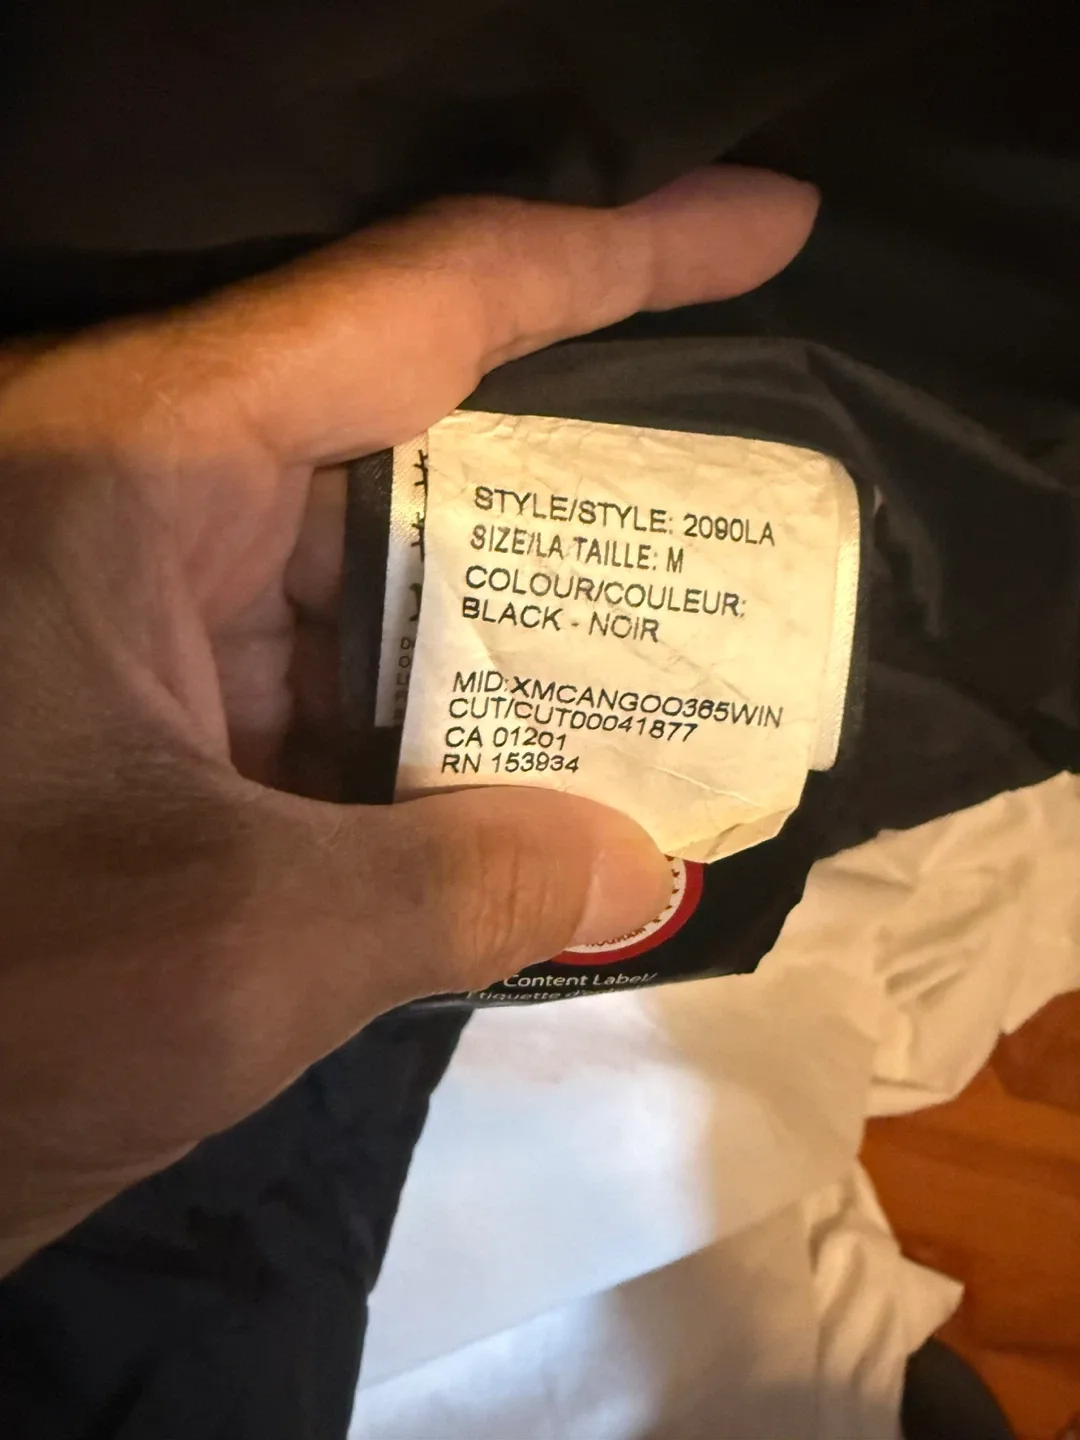 STYLE/STYLE: 2090LA
SIZE/LA TAILLE: M
COLOUR/COULEUR:
BLACK - NOIR
MID:XMCANGOO365WIN
CUT/CUT00041877
CA 01201
RN 153934
Content Label/
Etiquette